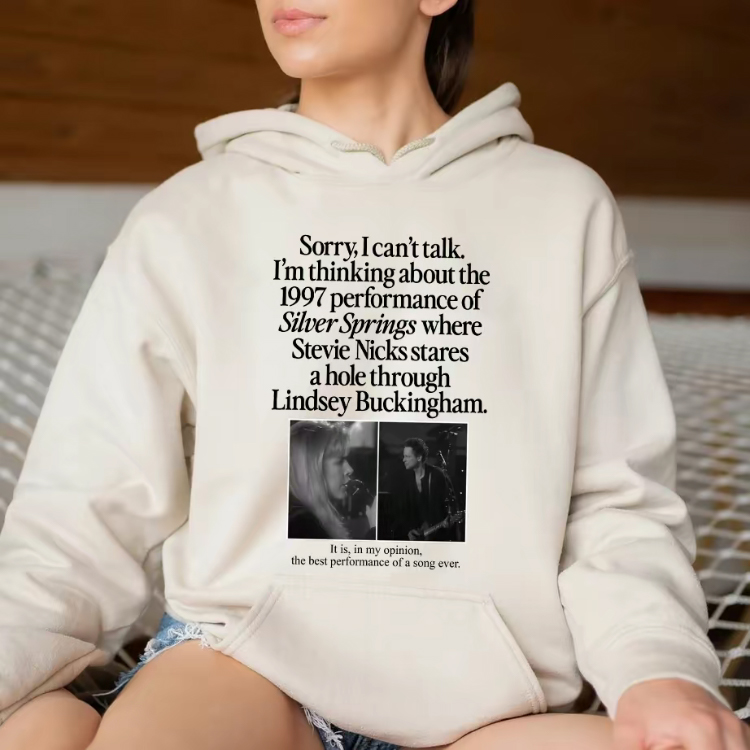 Sorry, I can't talk.
I'm thinking about the
1997 performance of
Silver Springs where
Stevie Nicks stares
a hole through
Lindsey Buckingham.
It is, in my opinion,
the best performance of a song ever.